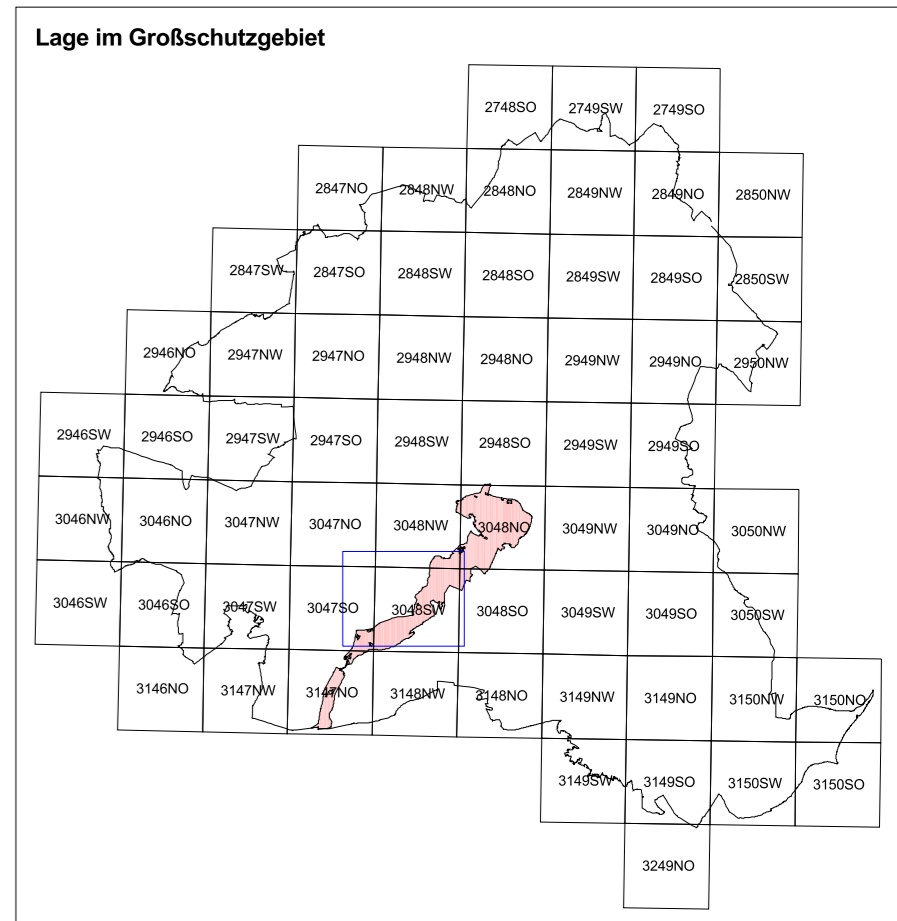 Lage im Großschutzgebiet
2748SO 2749SW 2749SO
2847NO 2848NW 2848NO 2849NW 2849NO 2850NW
2847SW 2847SO 2848SW 2848SO 2849SW 2849SO 2850SW
2946NO 2947NW 2947NO 2948NW 2948NO 2949NW 2949NO 2950NW
2946SW 2946SO 2947SW 2947SO 2948SW 2948SO 2949SW 2949SO
3046NW 3046NO 3047NW 3047NO 3048NW 3048NO 3049NW 3049NO 3050NW
3046SW 3046SO 3047SW 3047SO 3048SW 3048SO 3049SW 3049SO 3050SW
3146NO 3147NW 3147NO 3148NW 3148NO 3149NW 3149NO 3150NW 3150NO
3149SW 3149SO 3150SW 3150SO
3249NO